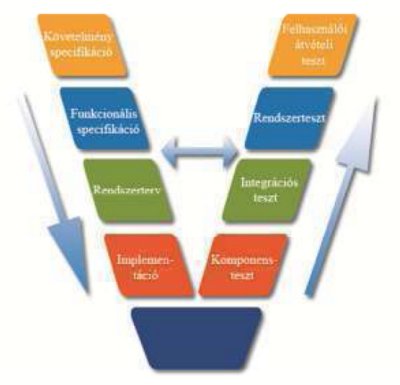 Követelmény
specifikáció
Felhasználói
átvételi
teszt
Funkcionális
specifikáció
Rendszerteszt
Rendszerterv
Integrációs
teszt
Implemen-
táció
Komponens-
teszt